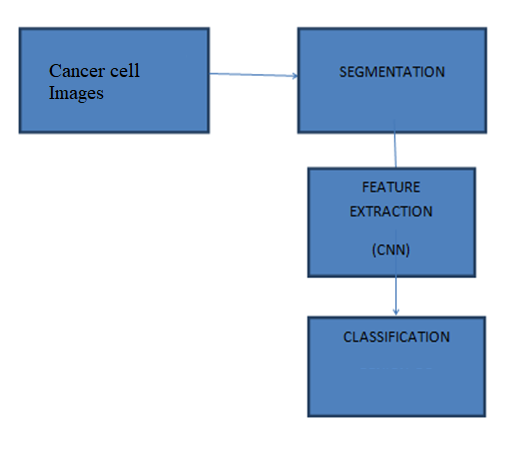 Cancer cell
Images
SEGMENTATION
FEATURE
EXTRACTION
(CNN)
CLASSIFICATION